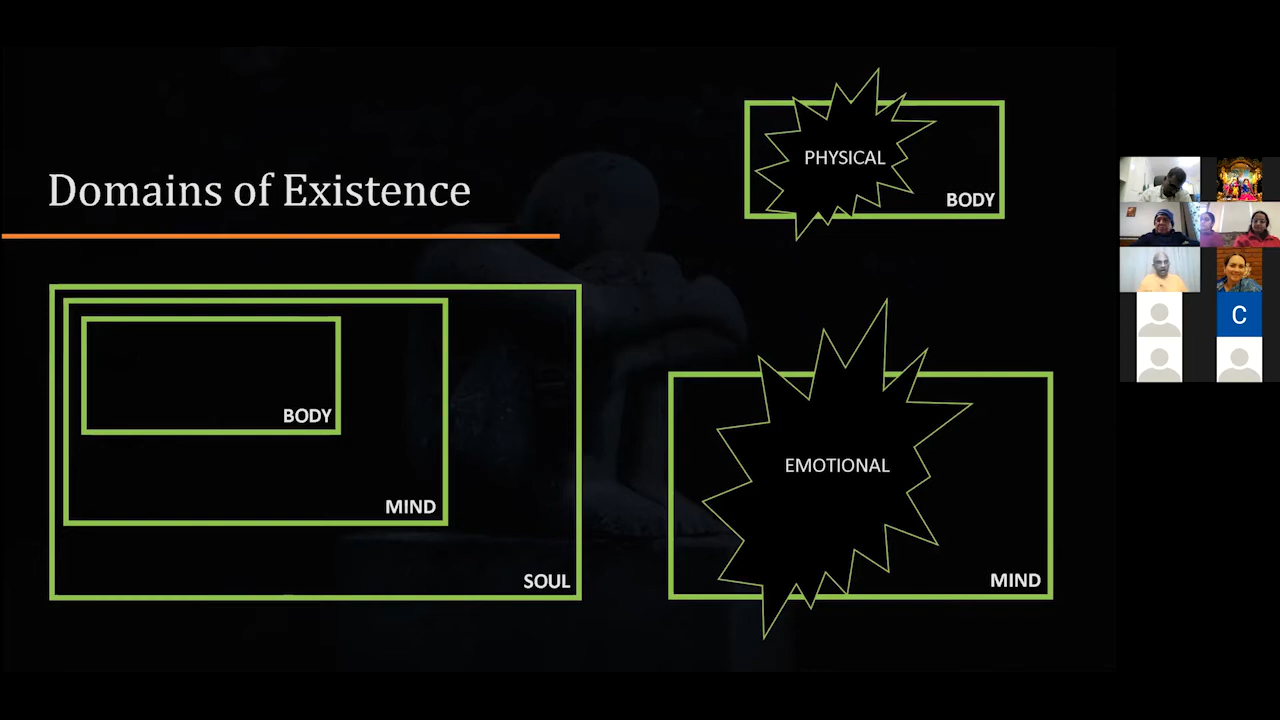 Domains of Existence
BODY
MIND
SOUL
PHYSICAL
BODY
EMOTIONAL
MIND
C